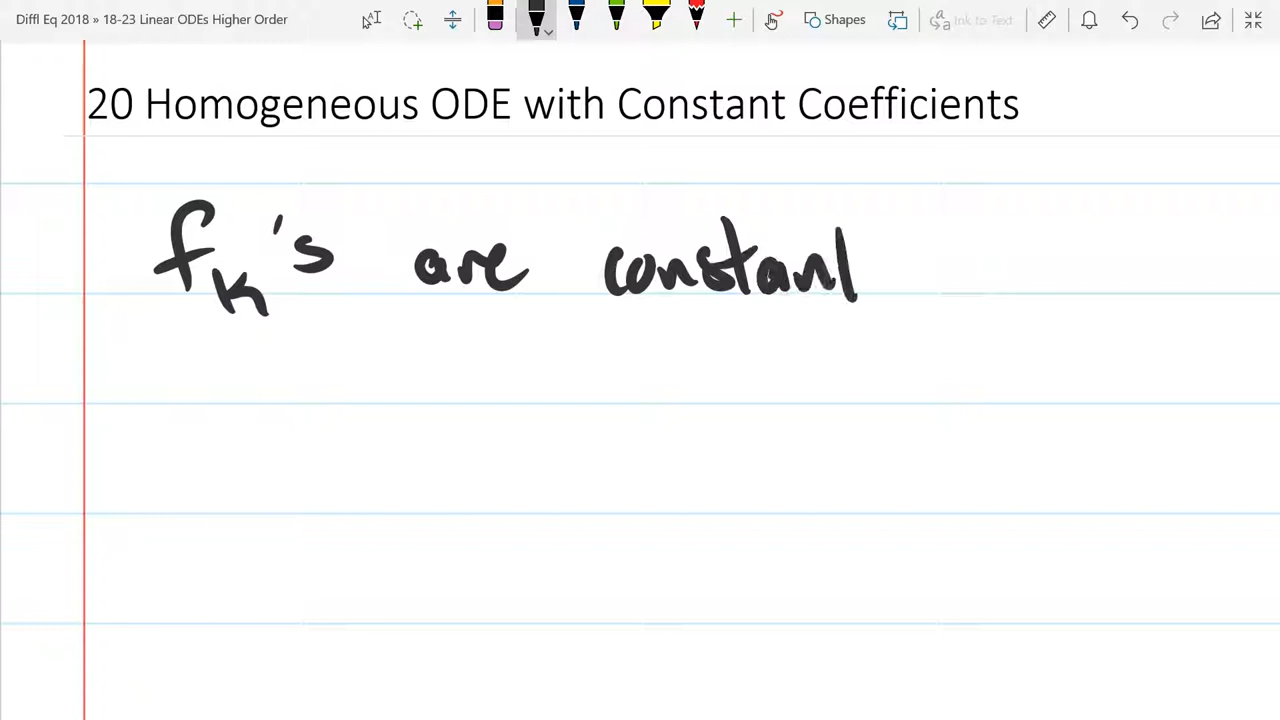 Diffl Eq 2018 » 18-23 Linear ODEs Higher Order
Shapes
Ink to Text
20 Homogeneous ODE with Constant Coefficients
fₖ's are constant